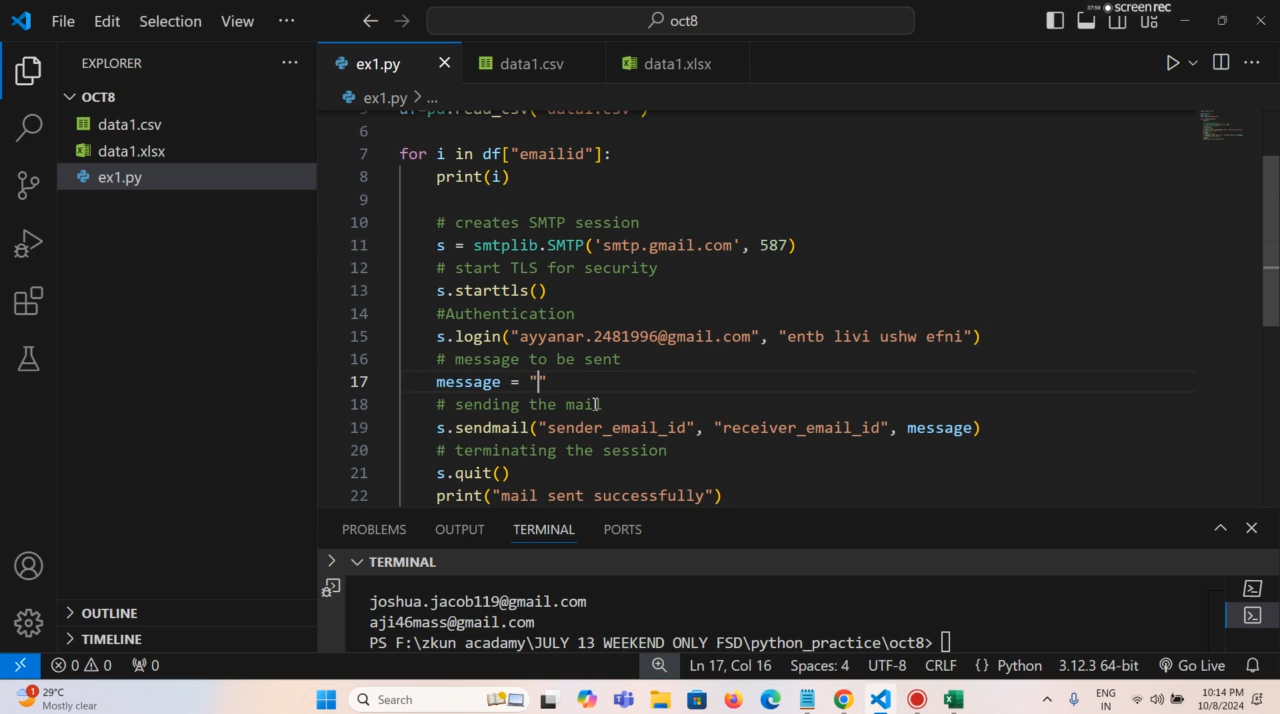 37:59 screenrec
File Edit Selection View ··· oct8
EXPLORER ···
OCT8
data1.csv
data1.xlsx
ex1.py
OUTLINE
TIMELINE
ex1.py data1.csv data1.xlsx
ex1.py > ...
6
7 for i in df["emailid"]:
8 print(i)
9
10 # creates SMTP session
11 s = smtplib.SMTP('smtp.gmail.com', 587)
12 # start TLS for security
13 s.starttls()
14 #Authentication
15 s.login("ayyanar.2481996@gmail.com", "entb livi ushw efni")
16 # message to be sent
17 message = ""
18 # sending the mail
19 s.sendmail("sender_email_id", "receiver_email_id", message)
20 # terminating the session
21 s.quit()
22 print("mail sent successfully")
PROBLEMS OUTPUT TERMINAL PORTS
TERMINAL
joshua.jacob119@gmail.com
aji46mass@gmail.com
PS F:\zkun acadamy\JULY 13 WEEKEND ONLY FSD\python_practice\oct8>
0 0 0 Ln 17, Col 16 Spaces: 4 UTF-8 CRLF {} Python 3.12.3 64-bit Go Live
1 29°C
Mostly clear
Search
ENG
IN
10:14 PM
10/8/2024